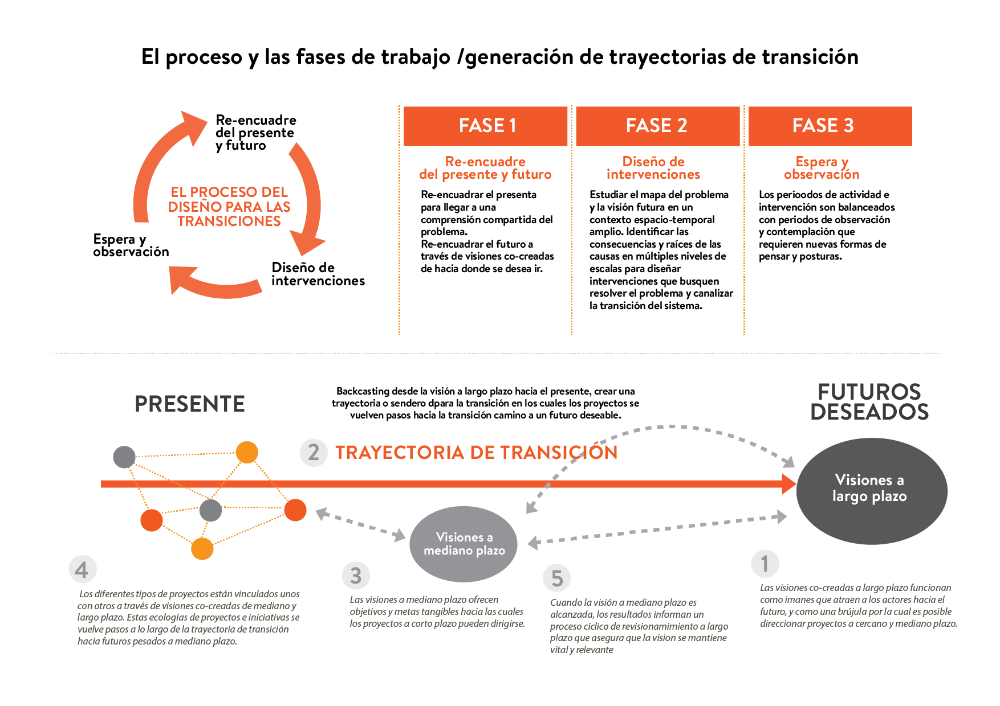 El proceso y las fases de trabajo /generación de trayectorias de transición
Re-encuadre
del presente
y futuro
EL PROCESO DEL
DISEÑO PARA LAS
TRANSICIONES
Espera y
observación
Diseño de
intervenciones
FASE 1
Re-encuadre
del presente y futuro
Re-encuadrar el presenta
para llegar a una
comprensión compartida del
problema.
Re-encuadrar el futuro a
través de visiones co-creadas
de hacia donde se desea ir.
FASE 2
Diseño de
intervenciones
Estudiar el mapa del problema
y la visión futura en un
contexto espacio-temporal
amplio. Identificar las
consecuencias y raíces de las
causas en múltiples niveles de
escalas para diseñar
intervenciones que busquen
resolver el problema y canalizar
la transición del sistema.
FASE 3
Espera y
observación
Los períoodos de actividad e
intervención son balanceados
con periodos de observación
y contemplación que
requieren nuevas formas de
pensar y posturas.
PRESENTE
Backcasting desde la visión a largo plazo hacia el presente, crear una
trayectoria o sendero dpara la transición en los cuales los proyectos se
vuelven pasos hacia la transición camino a un futuro deseable.
FUTUROS
DESEADOS
2 TRAYECTORIA DE TRANSICIÓN
Visiones a
largo plazo
Visiones a
mediano plazo
4
Los diferentes tipos de proyectos están vinculados unos
con otros a través de visiones co-creadas de mediano y
largo plazo. Estas ecologías de proyectos e iniciativas se
vuelve pasos a lo largo de la trayectoria de transición
hacia futuros pesados a mediano plazo.
3
Las visiones a mediano plazo ofrecen
objetivos y metas tangibles hacia las cuales
los proyectos a corto plazo pueden dirigirse.
5
Cuando la visión a mediano plazo es
alcanzada, los resultados informan un
proceso ciclico de revisionamimiento a largo
plazo que asegura que la vision se mantiene
vital y relevante
1
Las visiones co-creadas a largo plazo funcionan
como imanes que atraen a los actores hacia el
futuro, y como una brújula por la cual es posible
direccionar proyectos a cercano y mediano plazo.